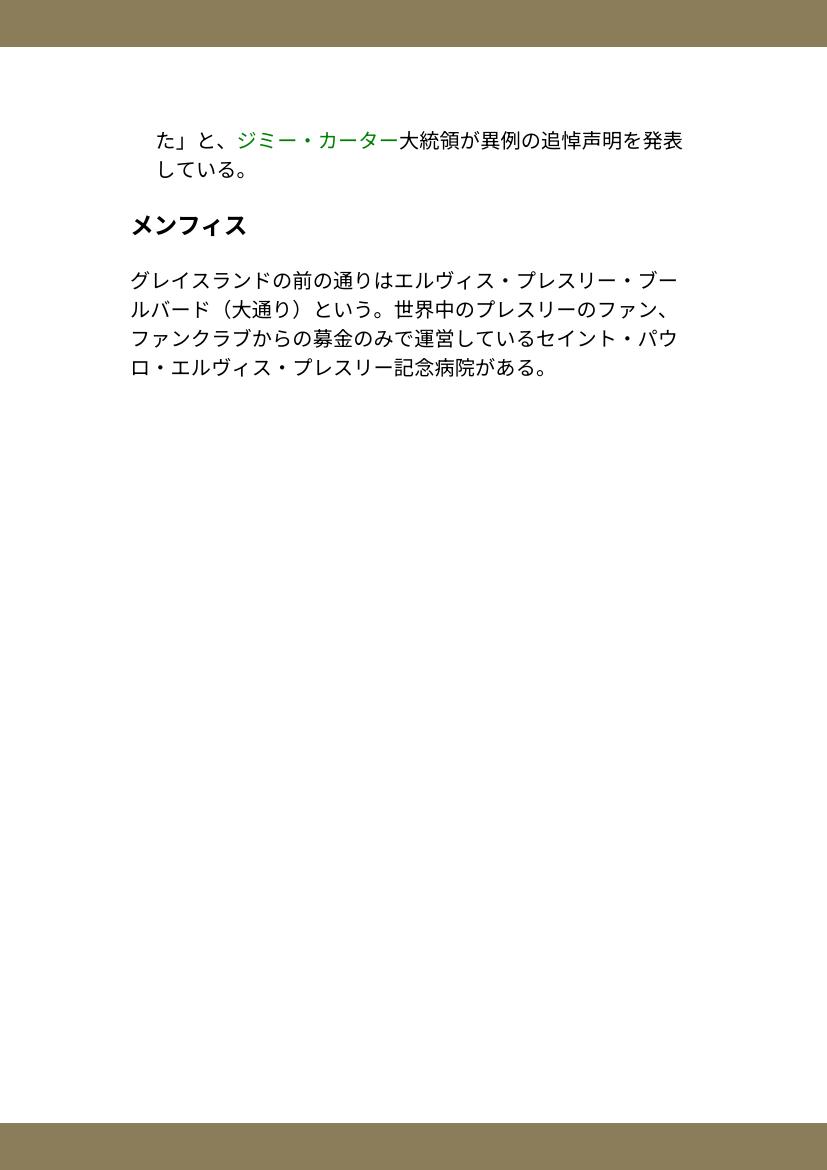 た」と、ジミー・カーター大統領が異例の追悼声明を発表
している。
メンフィス
グレイスランドの前の通りはエルヴィス・プレスリー・ブー
ルバード（大通り）という。世界中のプレスリーのファン、
ファンクラブからの募金のみで運営しているセイント・パウ
ロ・エルヴィス・プレスリー記念病院がある。